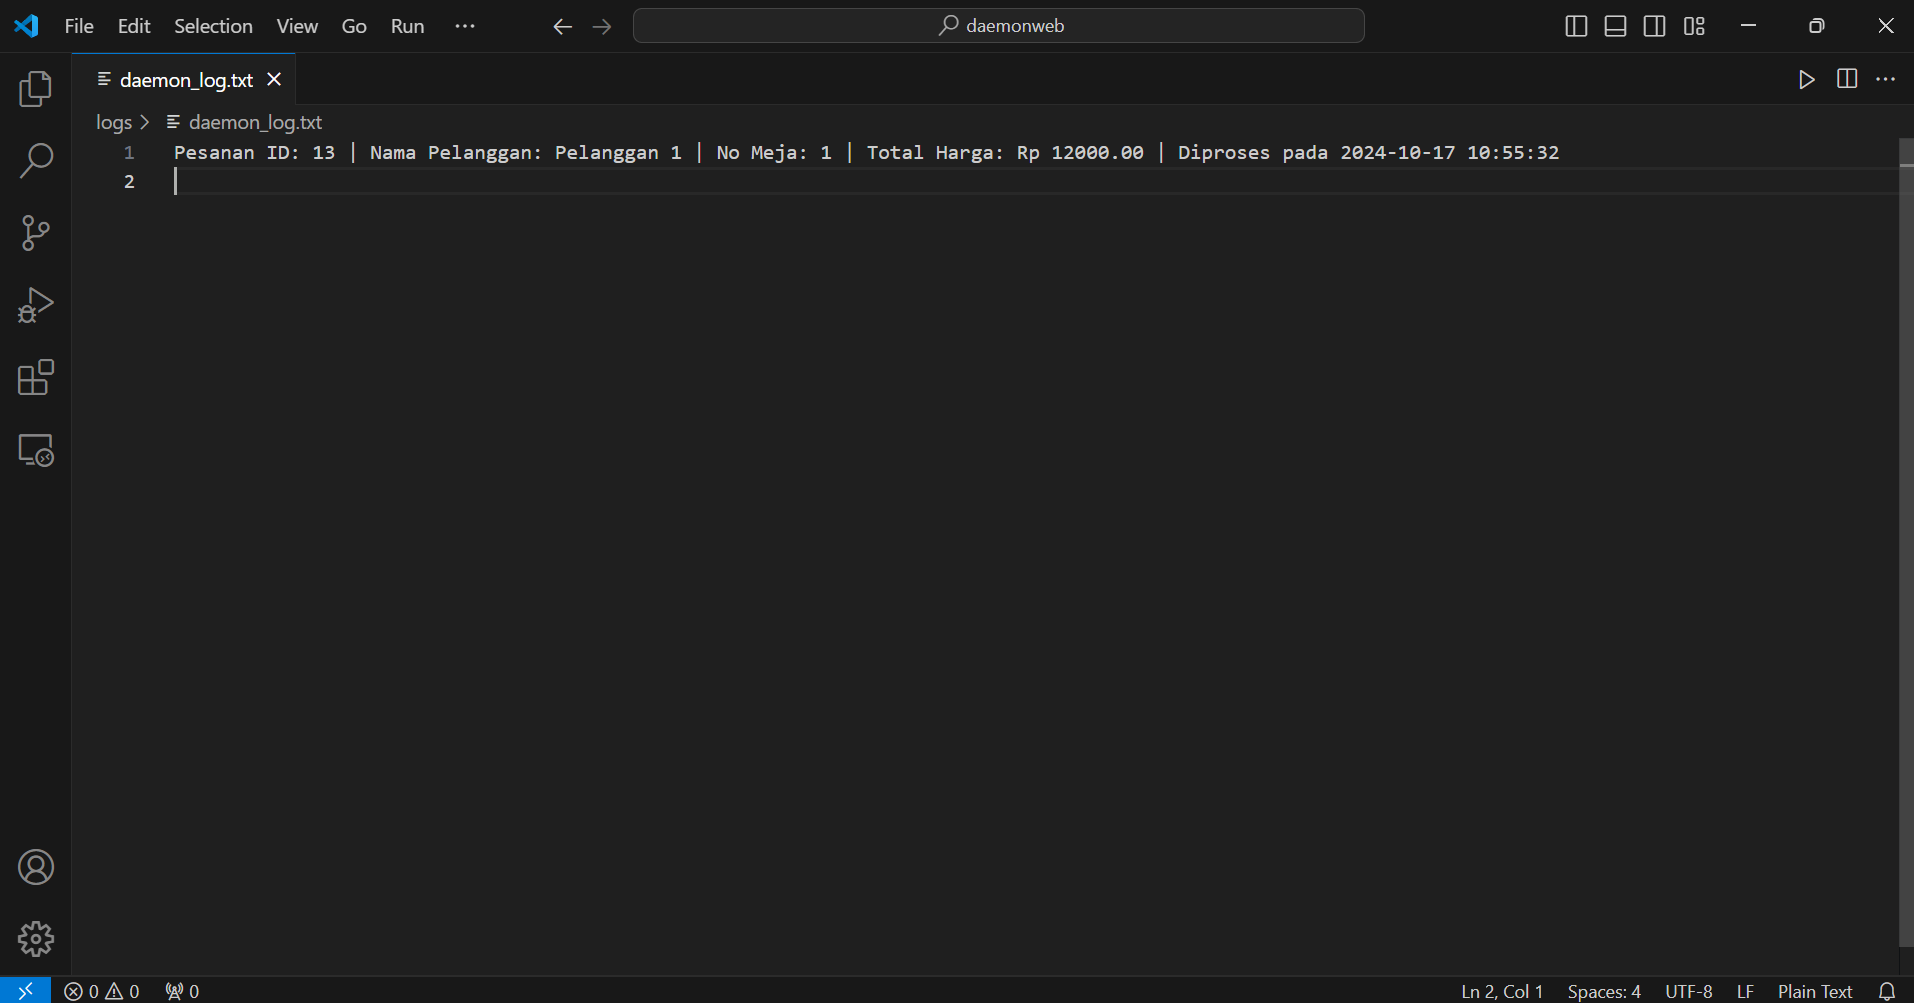 File Edit Selection View Go Run ··· daemonweb
daemon_log.txt
logs > daemon_log.txt
1 Pesanan ID: 13 | Nama Pelanggan: Pelanggan 1 | No Meja: 1 | Total Harga: Rp 12000.00 | Diproses pada 2024-10-17 10:55:32
2
0 0 0 Ln 2, Col 1 Spaces: 4 UTF-8 LF Plain Text